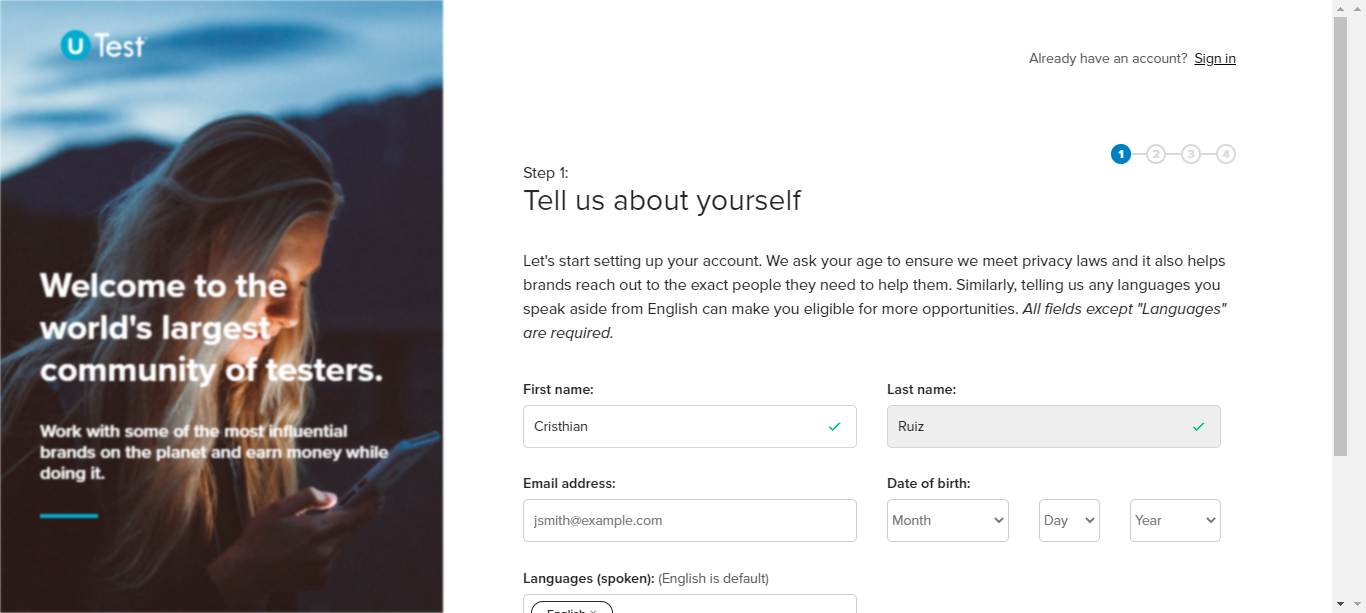 uTest
Welcome to the
world's largest
community of testers.
Work with some of the most influential
brands on the planet and earn money while
doing it.
Already have an account? Sign in
1 2 3 4
Step 1:
Tell us about yourself
Let's start setting up your account. We ask your age to ensure we meet privacy laws and it also helps
brands reach out to the exact people they need to help them. Similarly, telling us any languages you
speak aside from English can make you eligible for more opportunities. All fields except "Languages"
are required.
First name:
Cristhian
Last name:
Ruiz
Email address:
jsmith@example.com
Date of birth:
Month
Day
Year
Languages (spoken): (English is default)
English ×